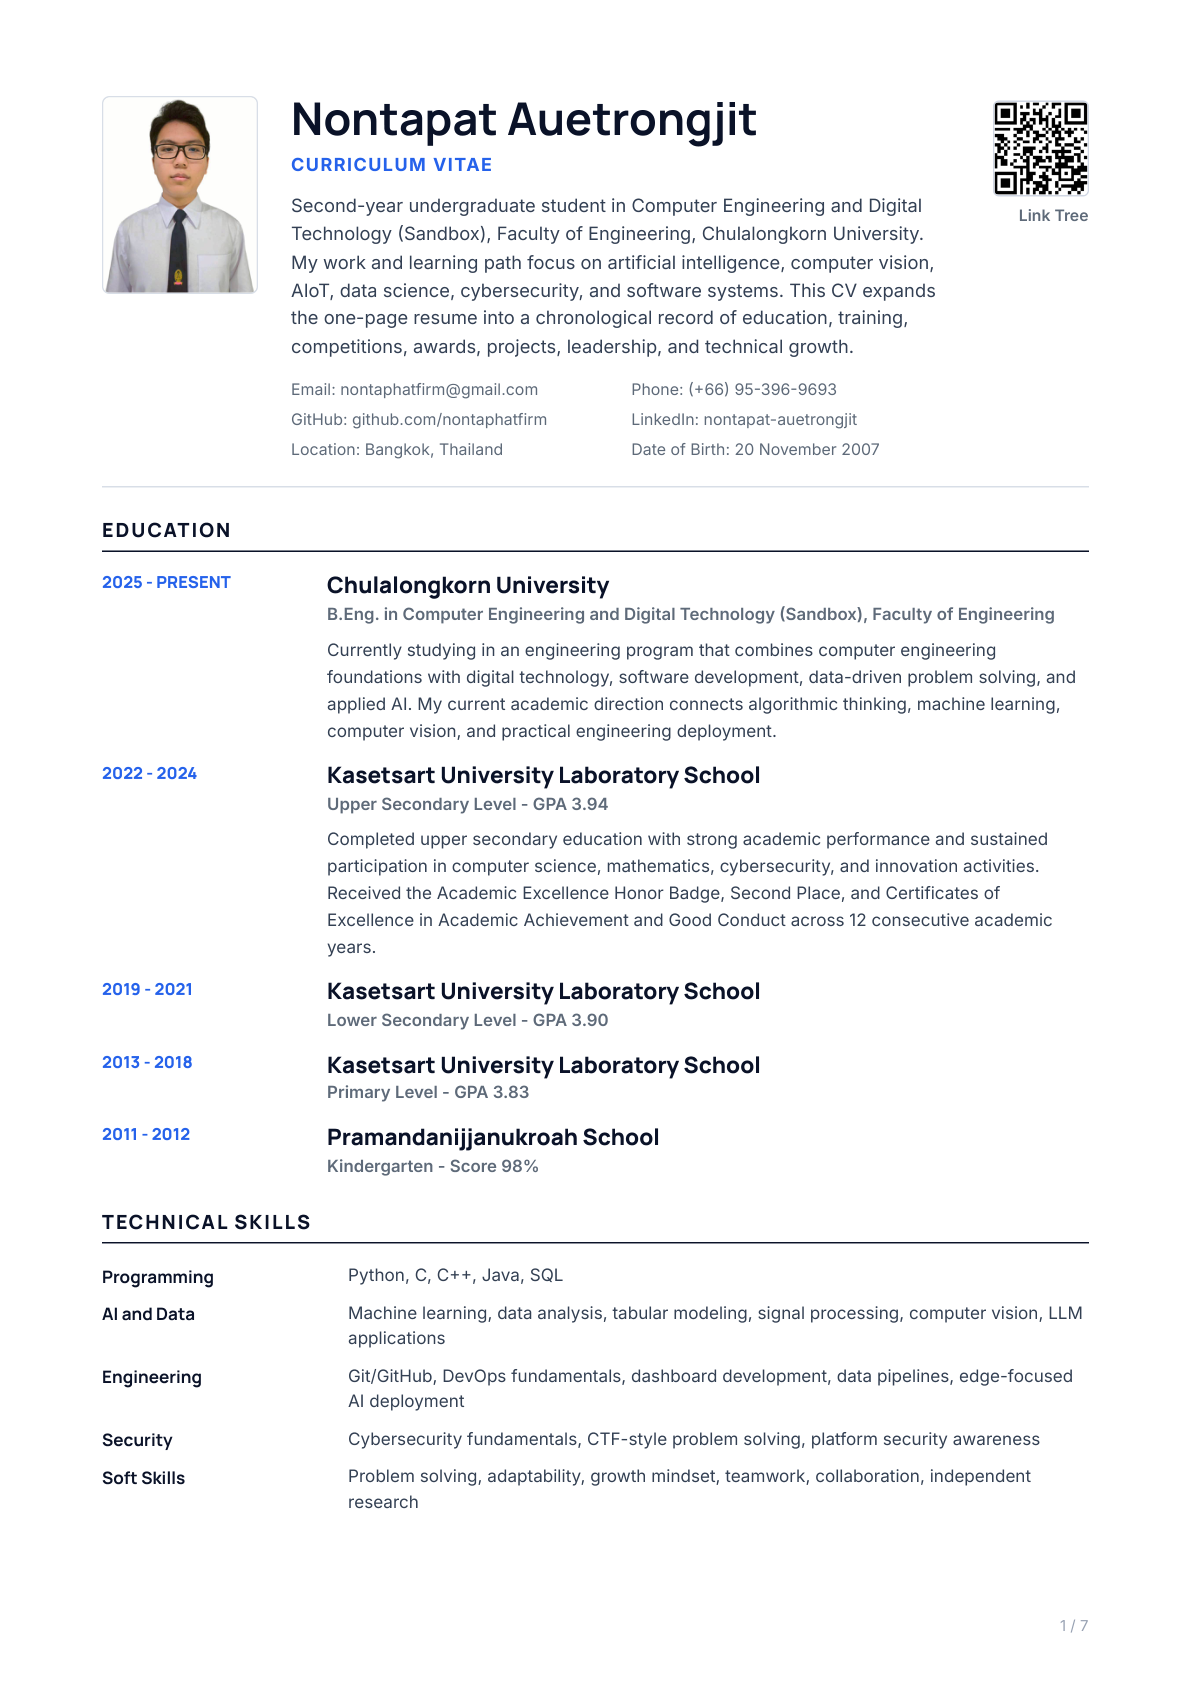 Nontapat Auetrongjit
CURRICULUM VITAE
Second-year undergraduate student in Computer Engineering and Digital
Technology (Sandbox), Faculty of Engineering, Chulalongkorn University.
My work and learning path focus on artificial intelligence, computer vision,
AIoT, data science, cybersecurity, and software systems. This CV expands
the one-page resume into a chronological record of education, training,
competitions, awards, projects, leadership, and technical growth.
Link Tree
Email: nontaphatfirm@gmail.com
Phone: (+66) 95-396-9693
GitHub: github.com/nontaphatfirm
LinkedIn: nontapat-auetrongjit
Location: Bangkok, Thailand
Date of Birth: 20 November 2007
EDUCATION
2025 - PRESENT
Chulalongkorn University
B.Eng. in Computer Engineering and Digital Technology (Sandbox), Faculty of Engineering
Currently studying in an engineering program that combines computer engineering
foundations with digital technology, software development, data-driven problem solving, and
applied AI. My current academic direction connects algorithmic thinking, machine learning,
computer vision, and practical engineering deployment.
2022 - 2024
Kasetsart University Laboratory School
Upper Secondary Level - GPA 3.94
Completed upper secondary education with strong academic performance and sustained
participation in computer science, mathematics, cybersecurity, and innovation activities.
Received the Academic Excellence Honor Badge, Second Place, and Certificates of
Excellence in Academic Achievement and Good Conduct across 12 consecutive academic
years.
2019 - 2021
Kasetsart University Laboratory School
Lower Secondary Level - GPA 3.90
2013 - 2018
Kasetsart University Laboratory School
Primary Level - GPA 3.83
2011 - 2012
Pramandanijjanukroah School
Kindergarten - Score 98%
TECHNICAL SKILLS
Programming
Python, C, C++, Java, SQL
AI and Data
Machine learning, data analysis, tabular modeling, signal processing, computer vision, LLM
applications
Engineering
Git/GitHub, DevOps fundamentals, dashboard development, data pipelines, edge-focused
AI deployment
Security
Cybersecurity fundamentals, CTF-style problem solving, platform security awareness
Soft Skills
Problem solving, adaptability, growth mindset, teamwork, collaboration, independent
research
1 / 7